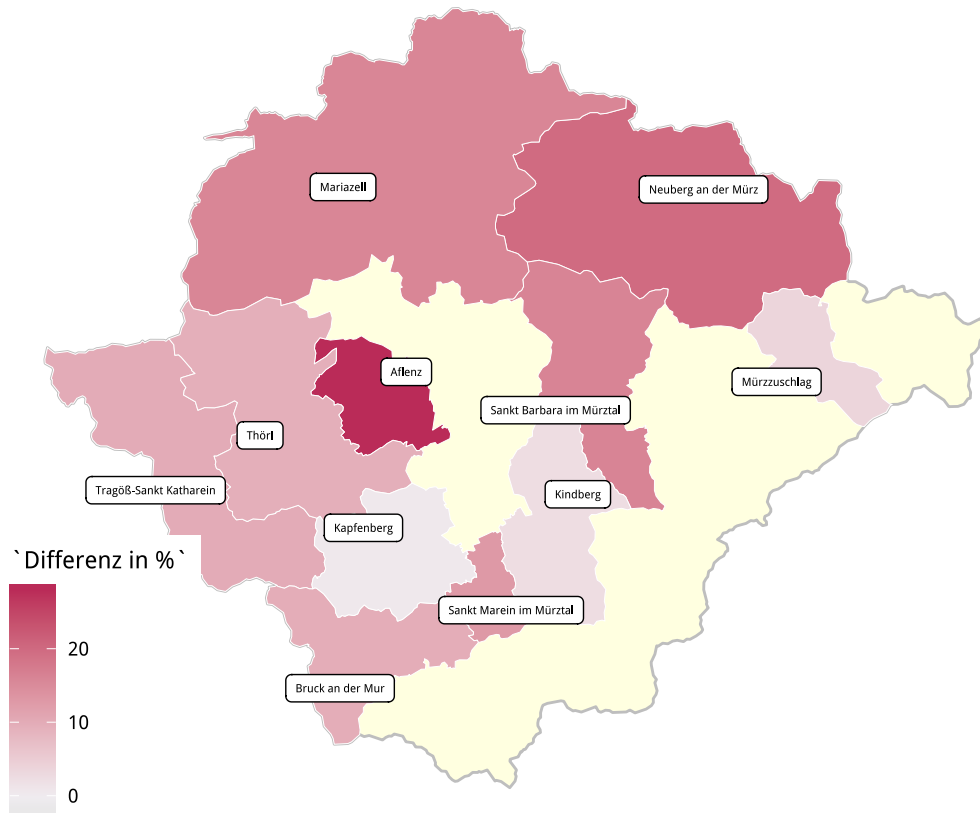 Mariazell
Neuberg an der Mürz
Aflenz
Mürzzuschlag
Sankt Barbara im Mürztal
Thörl
Tragöß-Sankt Katharein
Kindberg
Kapfenberg
`Differenz in %`
Sankt Marein im Mürztal
20
Bruck an der Mur
10
0